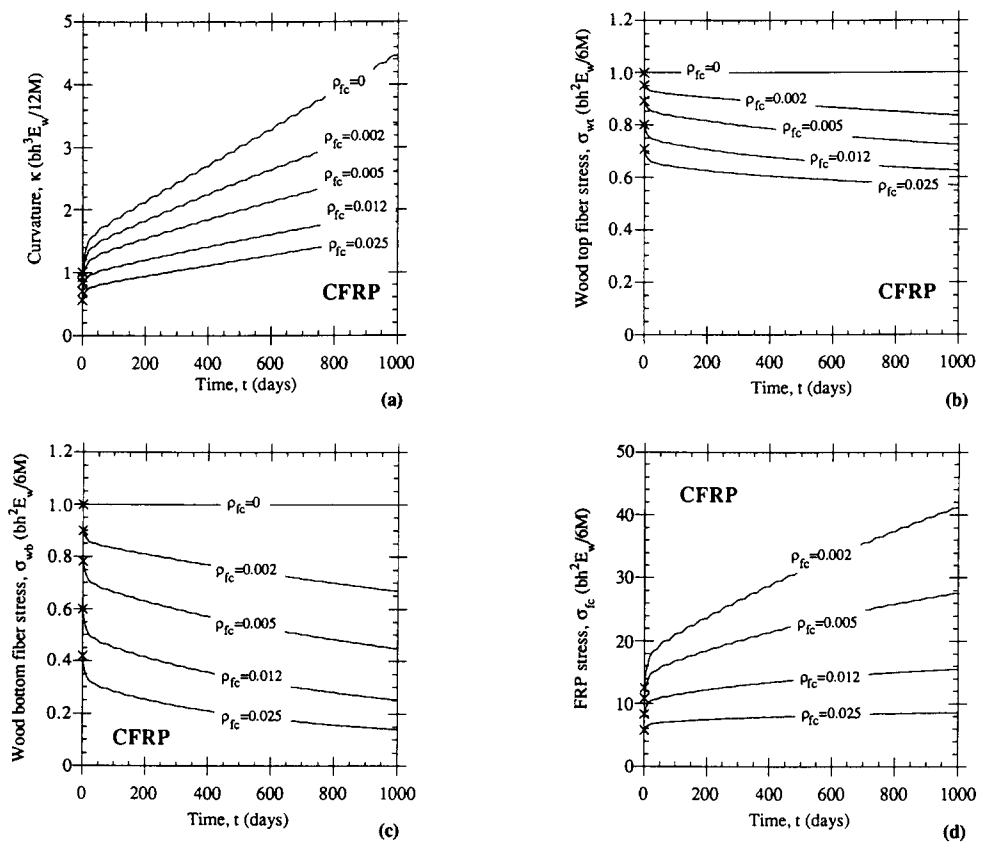 5
4
3
2
1
0
Curvature, κ (bh³E_w/12M)
ρ_fc=0
ρ_fc=0.002
ρ_fc=0.005
ρ_fc=0.012
ρ_fc=0.025
CFRP
0 200 400 600 800 1000
Time, t (days)
(a)
1.2
1.0
0.8
0.6
0.4
0.2
0
Wood top fiber stress, σ_wt (bh²E_w/6M)
ρ_fc=0
ρ_fc=0.002
ρ_fc=0.005
ρ_fc=0.012
ρ_fc=0.025
CFRP
0 200 400 600 800 1000
Time, t (days)
(b)
1.2
1.0
0.8
0.6
0.4
0.2
0
Wood bottom fiber stress, σ_wb (bh²E_w/6M)
ρ_fc=0
ρ_fc=0.002
ρ_fc=0.005
ρ_fc=0.012
ρ_fc=0.025
CFRP
0 200 400 600 800 1000
Time, t (days)
(c)
50
40
30
20
10
0
FRP stress, σ_fc (bh²E_w/6M)
CFRP
ρ_fc=0.002
ρ_fc=0.005
ρ_fc=0.012
ρ_fc=0.025
0 200 400 600 800 1000
Time, t (days)
(d)